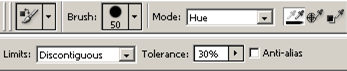 Brush: 50 Mode: Hue
Limits: Discontiguous Tolerance: 30% Anti-alias